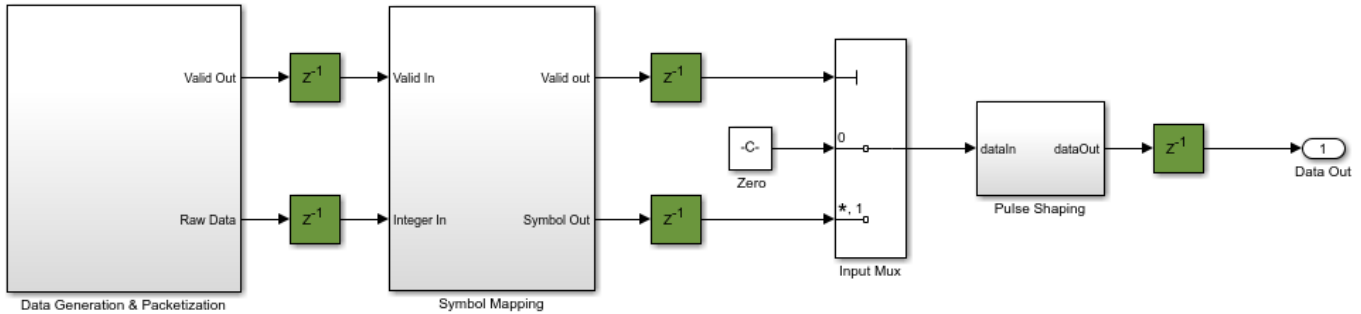 Valid Out
Z-1
Valid In
Valid out
Z-1
-C-
Zero
0
dataIn
dataOut
Z-1
1
Data Out
Raw Data
Z-1
Integer In
Symbol Out
Z-1
*, 1
Pulse Shaping
Input Mux
Data Generation & Packetization
Symbol Mapping